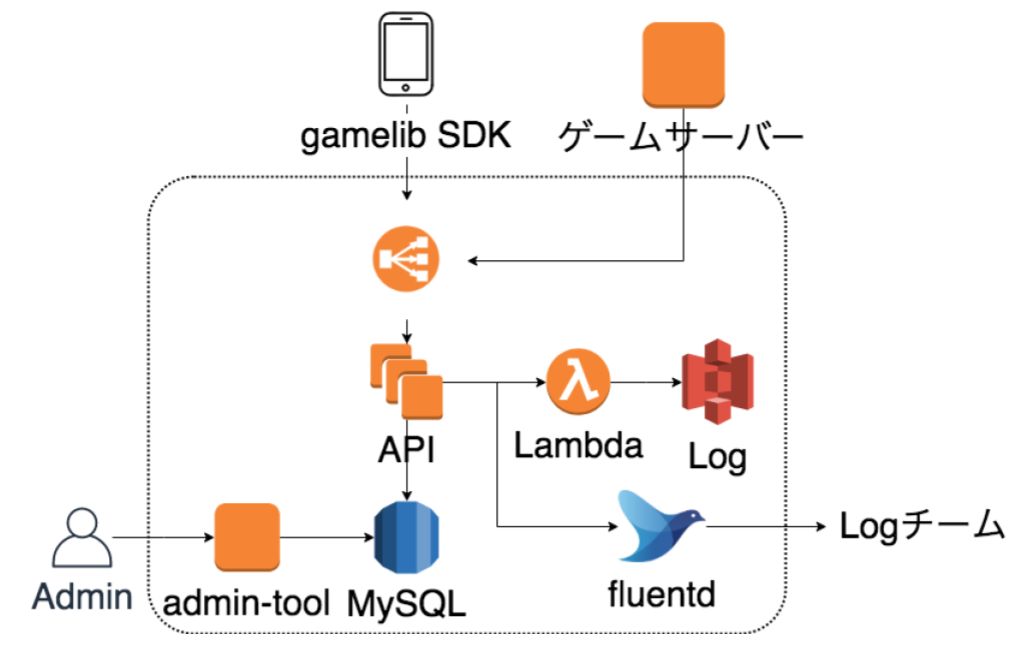 gamelib SDK
ゲームサーバー
API
Lambda
Log
Admin
admin-tool
MySQL
fluentd
Logチーム